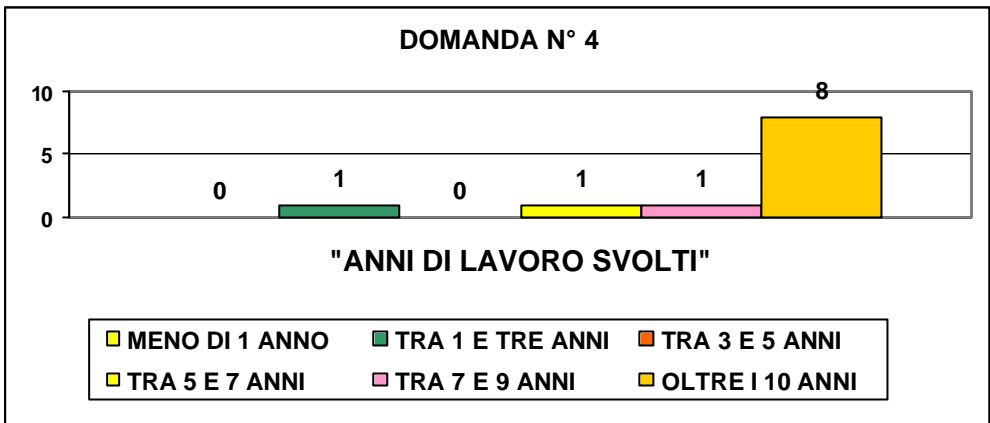 DOMANDA N° 4
10
5
0
0
1
0
1
1
8
"ANNI DI LAVORO SVOLTI"
MENO DI 1 ANNO TRA 1 E TRE ANNI TRA 3 E 5 ANNI
TRA 5 E 7 ANNI TRA 7 E 9 ANNI OLTRE I 10 ANNI